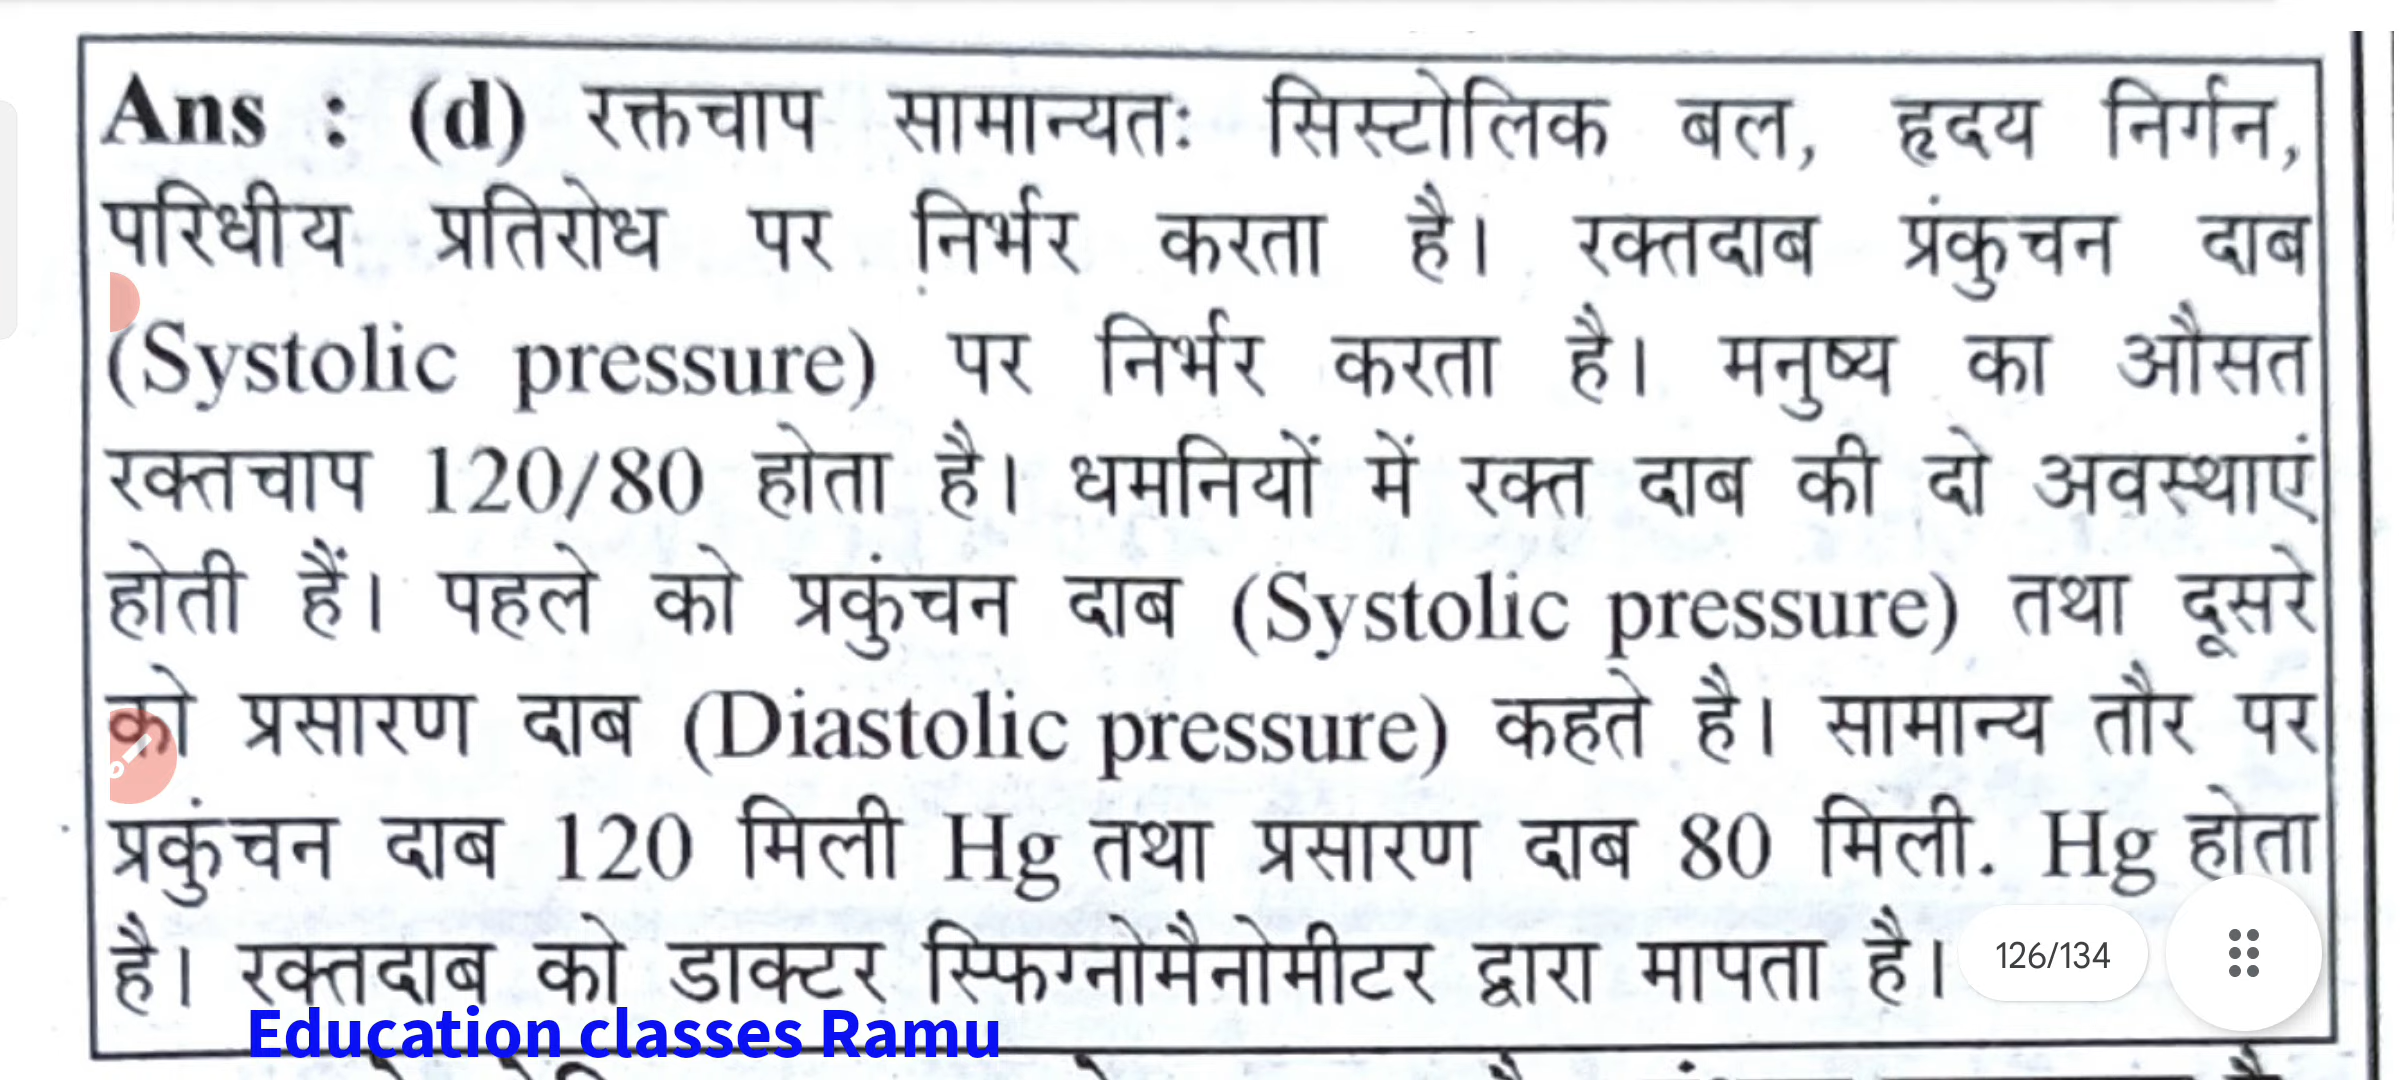 Ans : (d) रक्तचाप सामान्यतः सिस्टोलिक बल, हृदय निर्गन,
परिधीय प्रतिरोध पर निर्भर करता है। रक्तदाब प्रंकुचन दाब
(Systolic pressure) पर निर्भर करता है। मनुष्य का औसत
रक्तचाप 120/80 होता है। धमनियों में रक्त दाब की दो अवस्थाएं
होती हैं। पहले को प्रकुंचन दाब (Systolic pressure) तथा दूसरे
को प्रसारण दाब (Diastolic pressure) कहते है। सामान्य तौर पर
प्रकुंचन दाब 120 मिली Hg तथा प्रसारण दाब 80 मिली. Hg होता
है। रक्तदाब को डाक्टर स्फिग्नोमैनोमीटर द्वारा मापता है।
126/134
Education classes Ramu